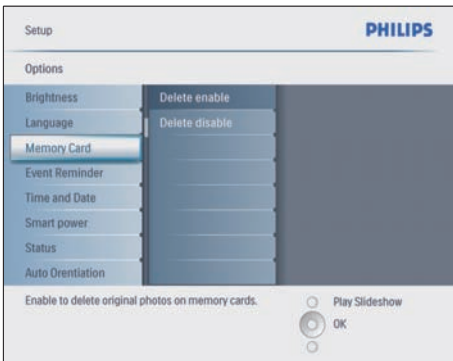 Setup
PHILIPS
Options
Brightness
Delete enable
Language
Delete disable
Memory Card
Event Reminder
Time and Date
Smart power
Status
Auto Orentiation
Enable to delete original photos on memory cards.
Play Slideshow
OK